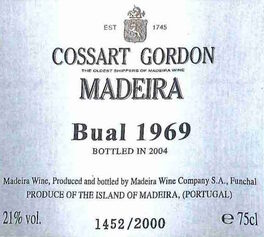 EST 1745
COSSART GORDON
THE OLDEST SHIPPERS OF MADEIRA WINE
MADEIRA
Bual 1969
BOTTLED IN 2004
Madeira Wine, Produced and bottled by Madeira Wine Company S.A., Funchal
PRODUCE OF THE ISLAND OF MADEIRA, (PORTUGAL)
21% vol. 1452/2000 e 75cl